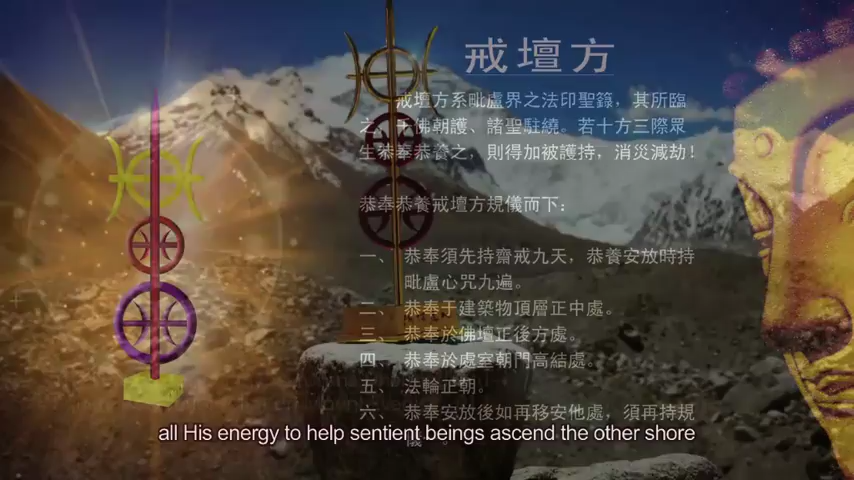 戒壇方
戒壇方系毗盧界之法印聖籙，其所臨
之、千佛朝護、諸聖駐繞。若十方三際眾
生恭奉恭養之，則得加被護持，消災減劫！
恭奉恭養戒壇方規儀而下：
一、 恭奉須先持齋戒九天，恭養安放時持
毗盧心咒九遍。
二、 恭奉于建築物頂層正中處。
三、 恭奉於佛壇正後方處。
四、 恭奉於處室朝門高結處。
五、 法輪正朝。
六、 恭奉安放後如再移安他處，須再持規
all His energy to help sentient beings ascend the other shore